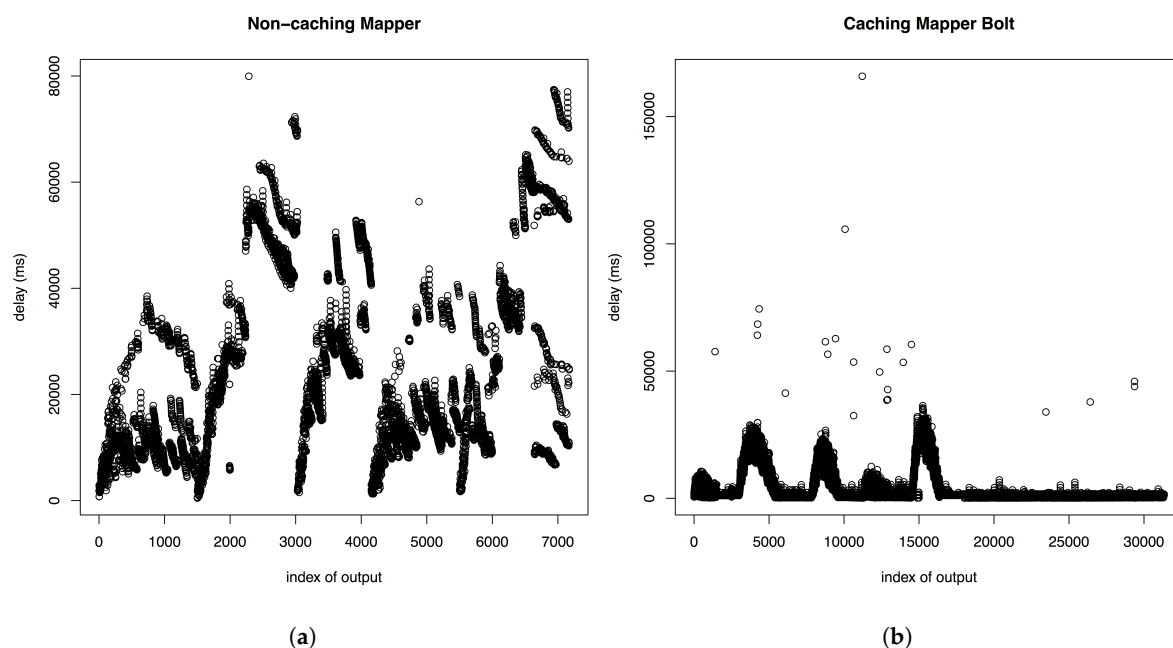 Non−caching Mapper
80000
60000
40000
20000
0
delay (ms)
0 1000 2000 3000 4000 5000 6000 7000
index of output
(a)
Caching Mapper Bolt
150000
100000
50000
0
delay (ms)
0 5000 10000 15000 20000 25000 30000
index of output
(b)